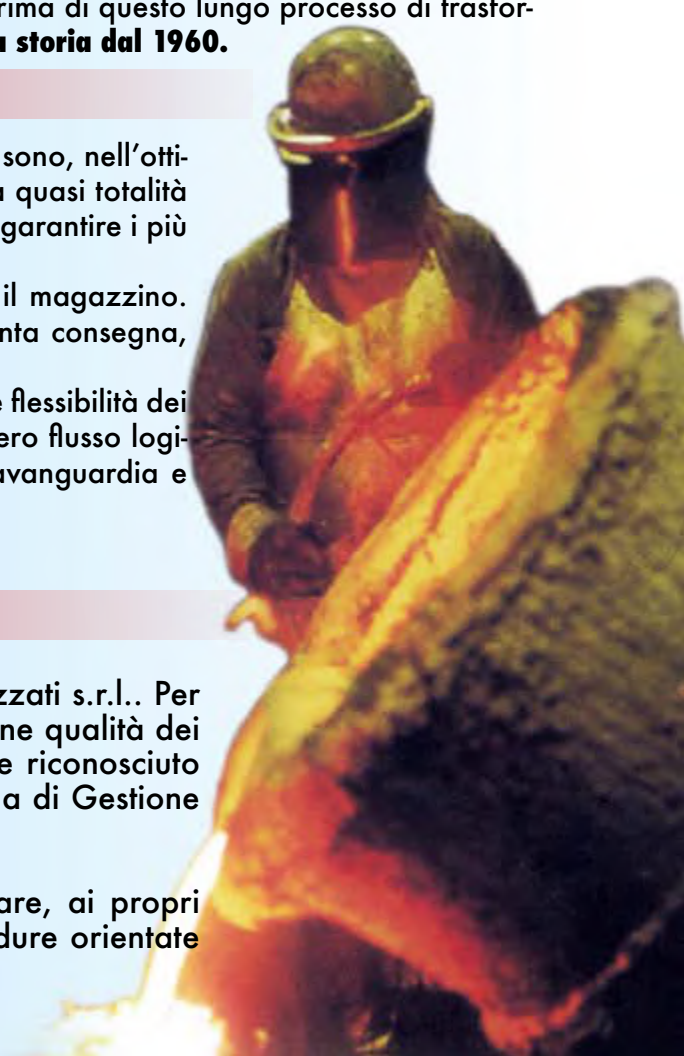 rima di questo lungo processo di trasfor-
a storia dal 1960.
sono, nell'otti-
a quasi totalità
garantire i più
il magazzino.
nta consegna,
e flessibilità dei
ero flusso logi-
avanguardia e
zzati s.r.l.. Per
ne qualità dei
e riconosciuto
a di Gestione
are, ai propri
dure orientate